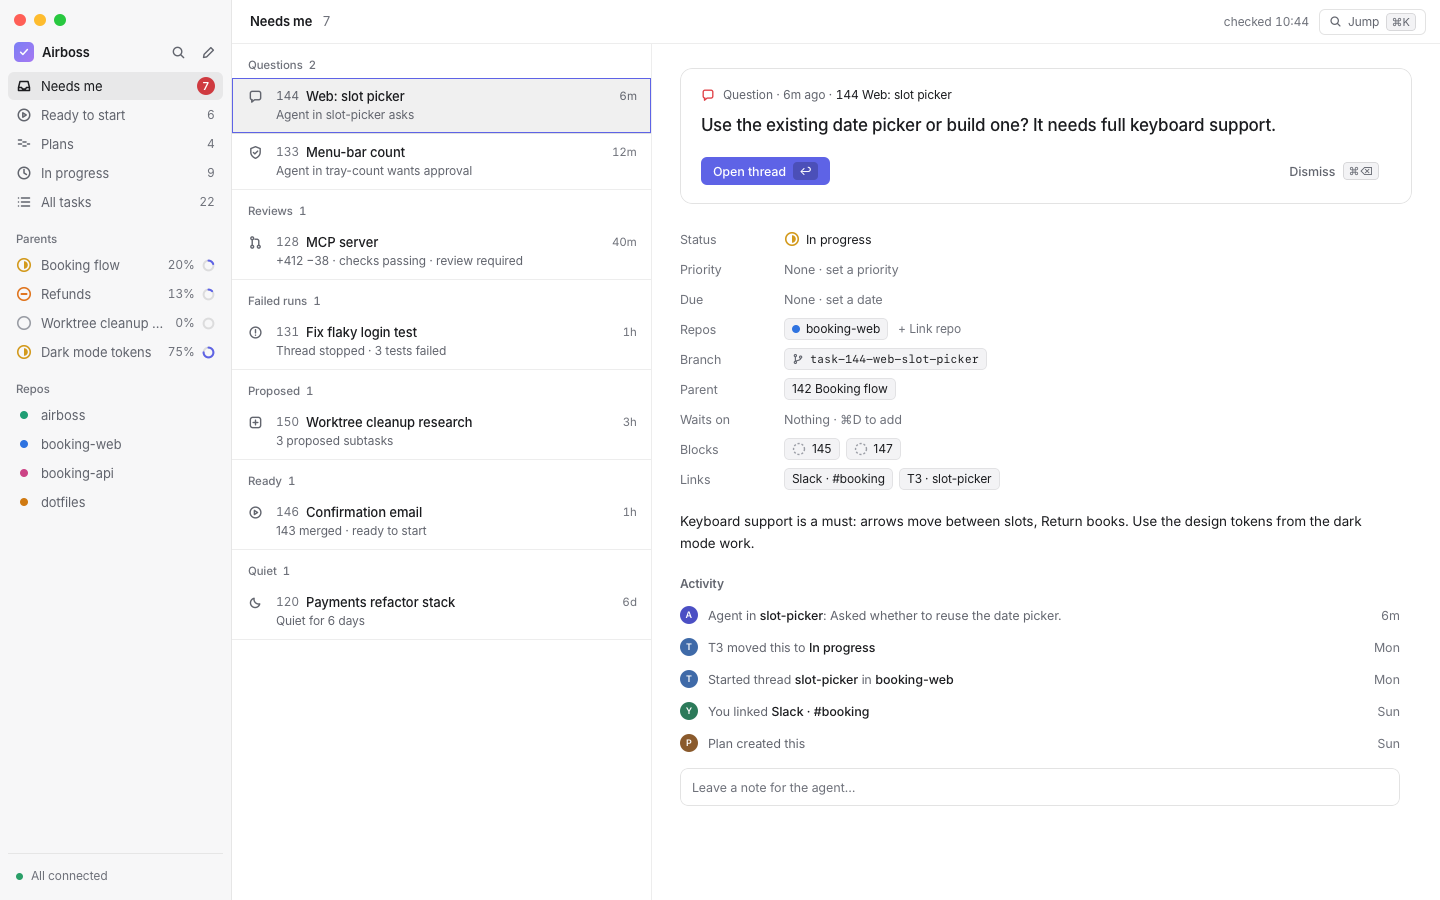 Airboss
Needs me 7
Ready to start 6
Plans 4
In progress 9
All tasks 22
Parents
Booking flow 20%
Refunds 13%
Worktree cleanup ... 0%
Dark mode tokens 75%
Repos
airboss
booking-web
booking-api
dotfiles
All connected
Needs me 7
checked 10:44
Jump ⌘K
Questions 2
144 Web: slot picker 6m
Agent in slot-picker asks
133 Menu-bar count 12m
Agent in tray-count wants approval
Reviews 1
128 MCP server 40m
+412 −38 · checks passing · review required
Failed runs 1
131 Fix flaky login test 1h
Thread stopped · 3 tests failed
Proposed 1
150 Worktree cleanup research 3h
3 proposed subtasks
Ready 1
146 Confirmation email 1h
143 merged · ready to start
Quiet 1
120 Payments refactor stack 6d
Quiet for 6 days
Question · 6m ago · 144 Web: slot picker
Use the existing date picker or build one? It needs full keyboard support.
Open thread ↩
Dismiss ⌘⌫
Status In progress
Priority None · set a priority
Due None · set a date
Repos booking-web + Link repo
Branch task-144-web-slot-picker
Parent 142 Booking flow
Waits on Nothing · ⌘D to add
Blocks 145 147
Links Slack · #booking T3 · slot-picker
Keyboard support is a must: arrows move between slots, Return books. Use the design tokens from the dark
mode work.
Activity
A Agent in slot-picker: Asked whether to reuse the date picker. 6m
T T3 moved this to In progress Mon
T Started thread slot-picker in booking-web Mon
Y You linked Slack · #booking Sun
P Plan created this Sun
Leave a note for the agent...